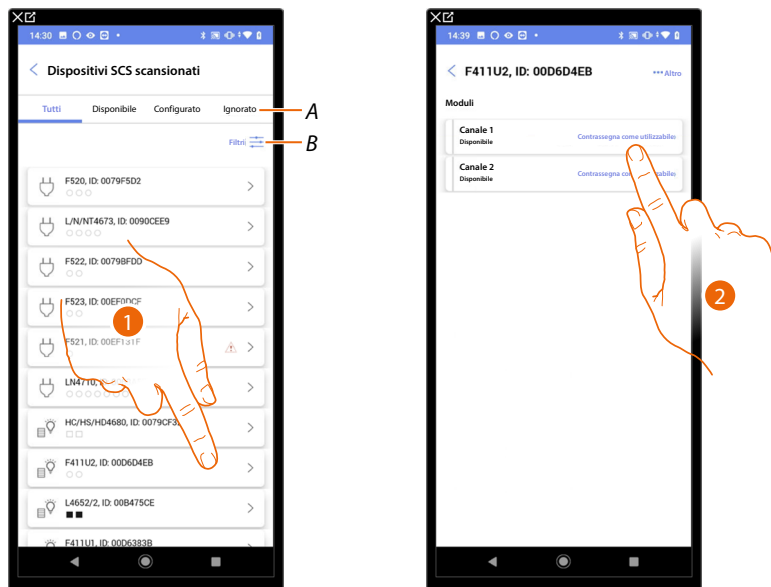 14:30
Dispositivi SCS scansionati
Tutti Disponibile Configurato Ignorato
A
Filtri
B
F520, ID: 0079F5D2
L/N/NT4673, ID: 0090CEE9
F522, ID: 0079BFDD
F523, ID: 00EF0DCF
F521, ID: 00EF131F
LN4710,
HC/HS/HD4680, ID: 0079CF3
F411U2, ID: 00D6D4EB
L4652/2, ID: 00B475CE
F411U1, ID: 00D6383B
1
14:39
F411U2, ID: 00D6D4EB
Altro
Moduli
Canale 1
Disponibile
Contrassegna come utilizzabile
Canale 2
Disponibile
Contrassegna
2